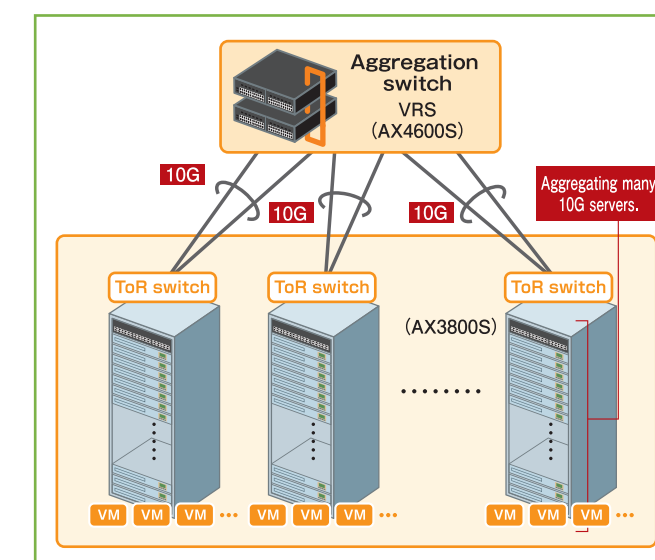 Aggregation
switch
VRS
(AX4600S)
10G
10G
10G
Aggregating many
10G servers.
ToR switch
ToR switch
ToR switch
(AX3800S)
........
VM VM VM ...
VM VM VM ...
VM VM VM ...